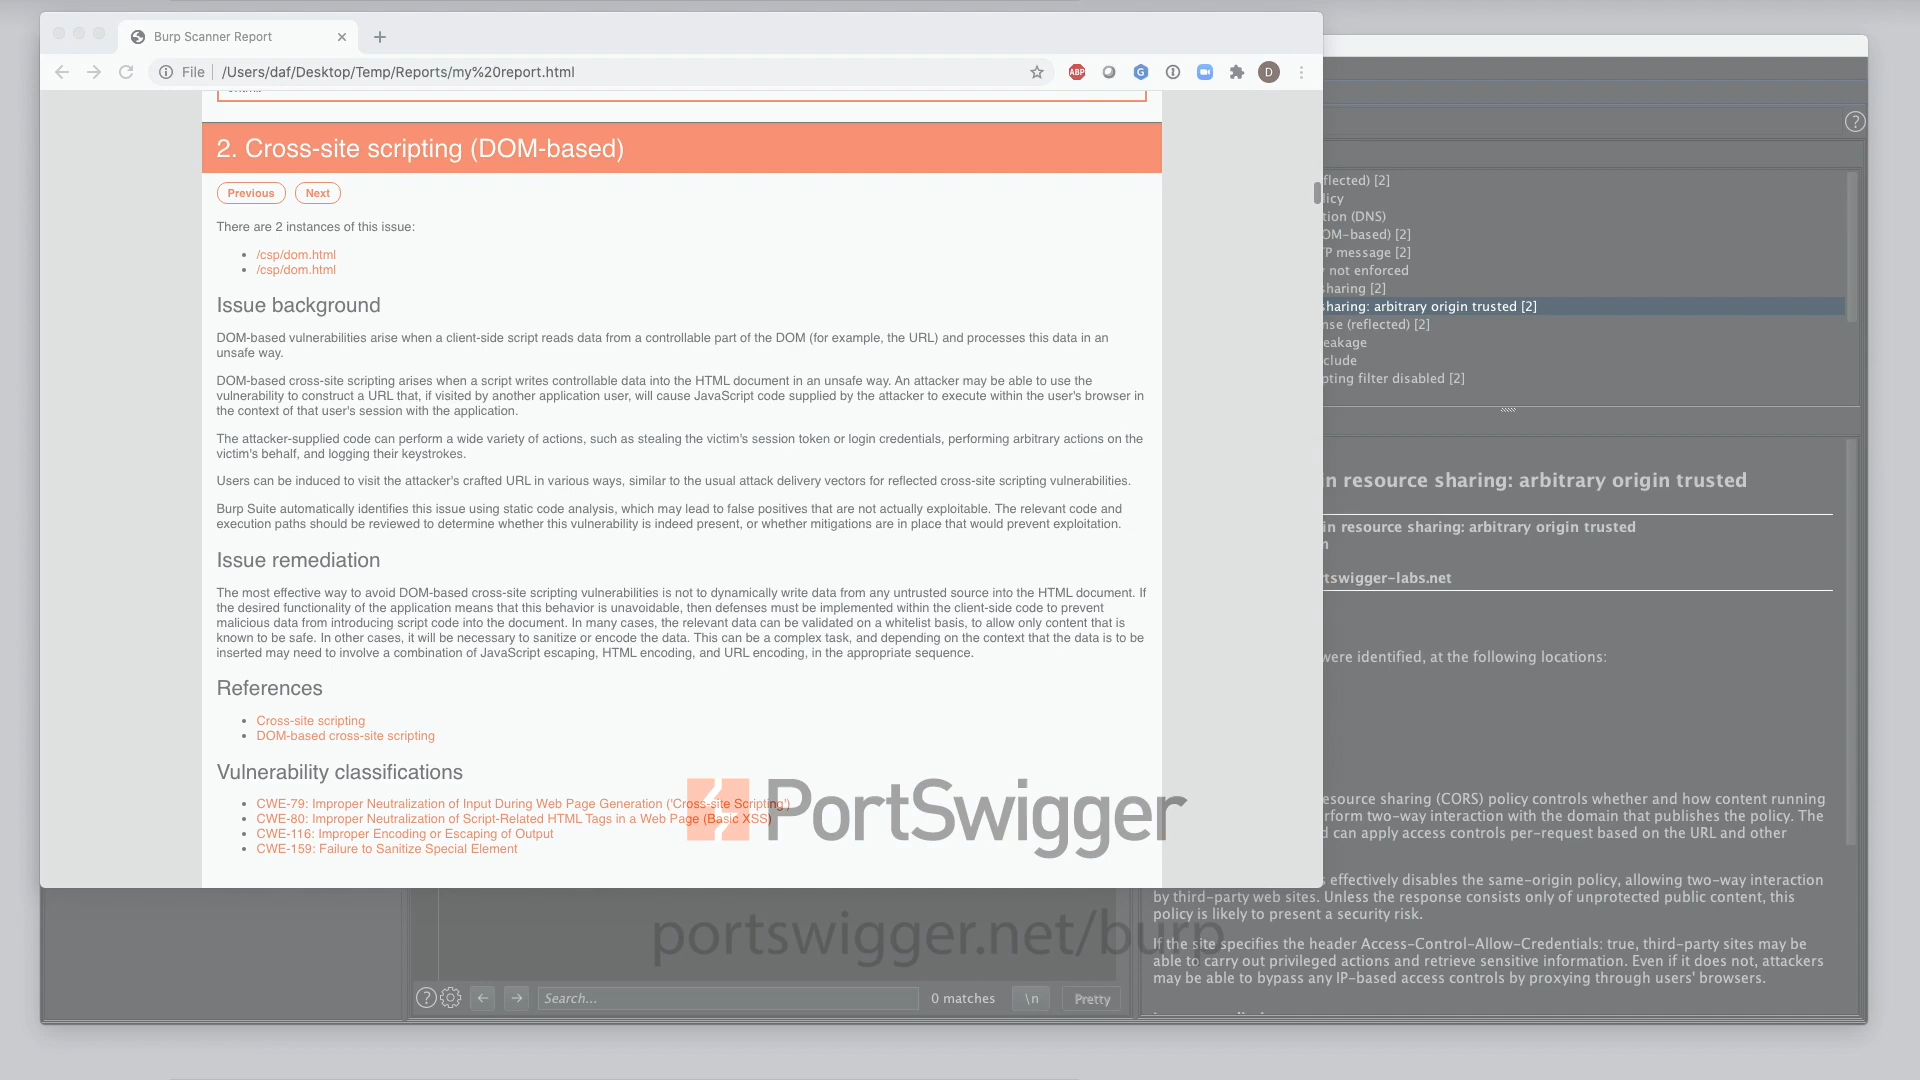 Burp Scanner Report
File
/Users/daf/Desktop/Temp/Reports/my%20report.html
ABP
G
D
2. Cross-site scripting (DOM-based)
Previous
Next
There are 2 instances of this issue:
/csp/dom.html
/csp/dom.html
Issue background
DOM-based vulnerabilities arise when a client-side script reads data from a controllable part of the DOM (for example, the URL) and processes this data in an
unsafe way.
DOM-based cross-site scripting arises when a script writes controllable data into the HTML document in an unsafe way. An attacker may be able to use the
vulnerability to construct a URL that, if visited by another application user, will cause JavaScript code supplied by the attacker to execute within the user's browser in
the context of that user's session with the application.
The attacker-supplied code can perform a wide variety of actions, such as stealing the victim's session token or login credentials, performing arbitrary actions on the
victim's behalf, and logging their keystrokes.
Users can be induced to visit the attacker's crafted URL in various ways, similar to the usual attack delivery vectors for reflected cross-site scripting vulnerabilities.
Burp Suite automatically identifies this issue using static code analysis, which may lead to false positives that are not actually exploitable. The relevant code and
execution paths should be reviewed to determine whether this vulnerability is indeed present, or whether mitigations are in place that would prevent exploitation.
Issue remediation
The most effective way to avoid DOM-based cross-site scripting vulnerabilities is not to dynamically write data from any untrusted source into the HTML document. If
the desired functionality of the application means that this behavior is unavoidable, then defenses must be implemented within the client-side code to prevent
malicious data from introducing script code into the document. In many cases, the relevant data can be validated on a whitelist basis, to allow only content that is
known to be safe. In other cases, it will be necessary to sanitize or encode the data. This can be a complex task, and depending on the context that the data is to be
inserted may need to involve a combination of JavaScript escaping, HTML encoding, and URL encoding, in the appropriate sequence.
References
Cross-site scripting
DOM-based cross-site scripting
Vulnerability classifications
CWE-79: Improper Neutralization of Input During Web Page Generation ('Cross-site Scripting')
CWE-80: Improper Neutralization of Script-Related HTML Tags in a Web Page (Basic XSS)
CWE-116: Improper Encoding or Escaping of Output
CWE-159: Failure to Sanitize Special Element
PortSwigger
portswigger.net/burp
?
flected) [2]
licy
tion (DNS)
OM-based) [2]
TP message [2]
not enforced
sharing [2]
sharing: arbitrary origin trusted [2]
nse (reflected) [2]
eakage
clude
pting filter disabled [2]
n resource sharing: arbitrary origin trusted
in resource sharing: arbitrary origin trusted
n
rtswigger-labs.net
were identified, at the following locations:
esource sharing (CORS) policy controls whether and how content running
rform two-way interaction with the domain that publishes the policy. The
d can apply access controls per-request based on the URL and other
s effectively disables the same-origin policy, allowing two-way interaction
by third-party web sites. Unless the response consists only of unprotected public content, this
policy is likely to present a security risk.
If the site specifies the header Access-Control-Allow-Credentials: true, third-party sites may be
able to carry out privileged actions and retrieve sensitive information. Even if it does not, attackers
may be able to bypass any IP-based access controls by proxying through users' browsers.
?
Search...
0 matches
\n
Pretty